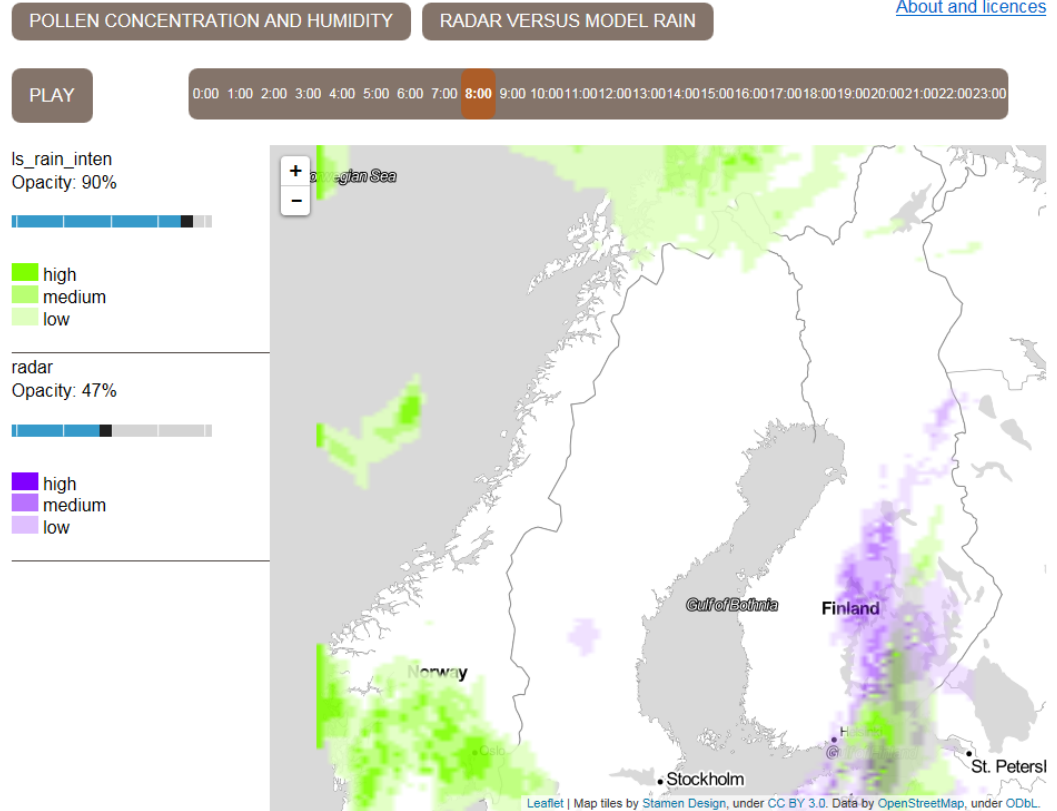 POLLEN CONCENTRATION AND HUMIDITY
RADAR VERSUS MODEL RAIN
About and licences
PLAY
0:00 1:00 2:00 3:00 4:00 5:00 6:00 7:00 8:00 9:00 10:00 11:00 12:00 13:00 14:00 15:00 16:00 17:00 18:00 19:00 20:00 21:00 22:00 23:00
ls_rain_inten
Opacity: 90%
high
medium
low
radar
Opacity: 47%
high
medium
low
+
−
Sea
Gulf of Bothnia
Finland
Norway
Oslo
Stockholm
St. Petersl
Leaflet | Map tiles by Stamen Design, under CC BY 3.0. Data by OpenStreetMap, under ODbL.